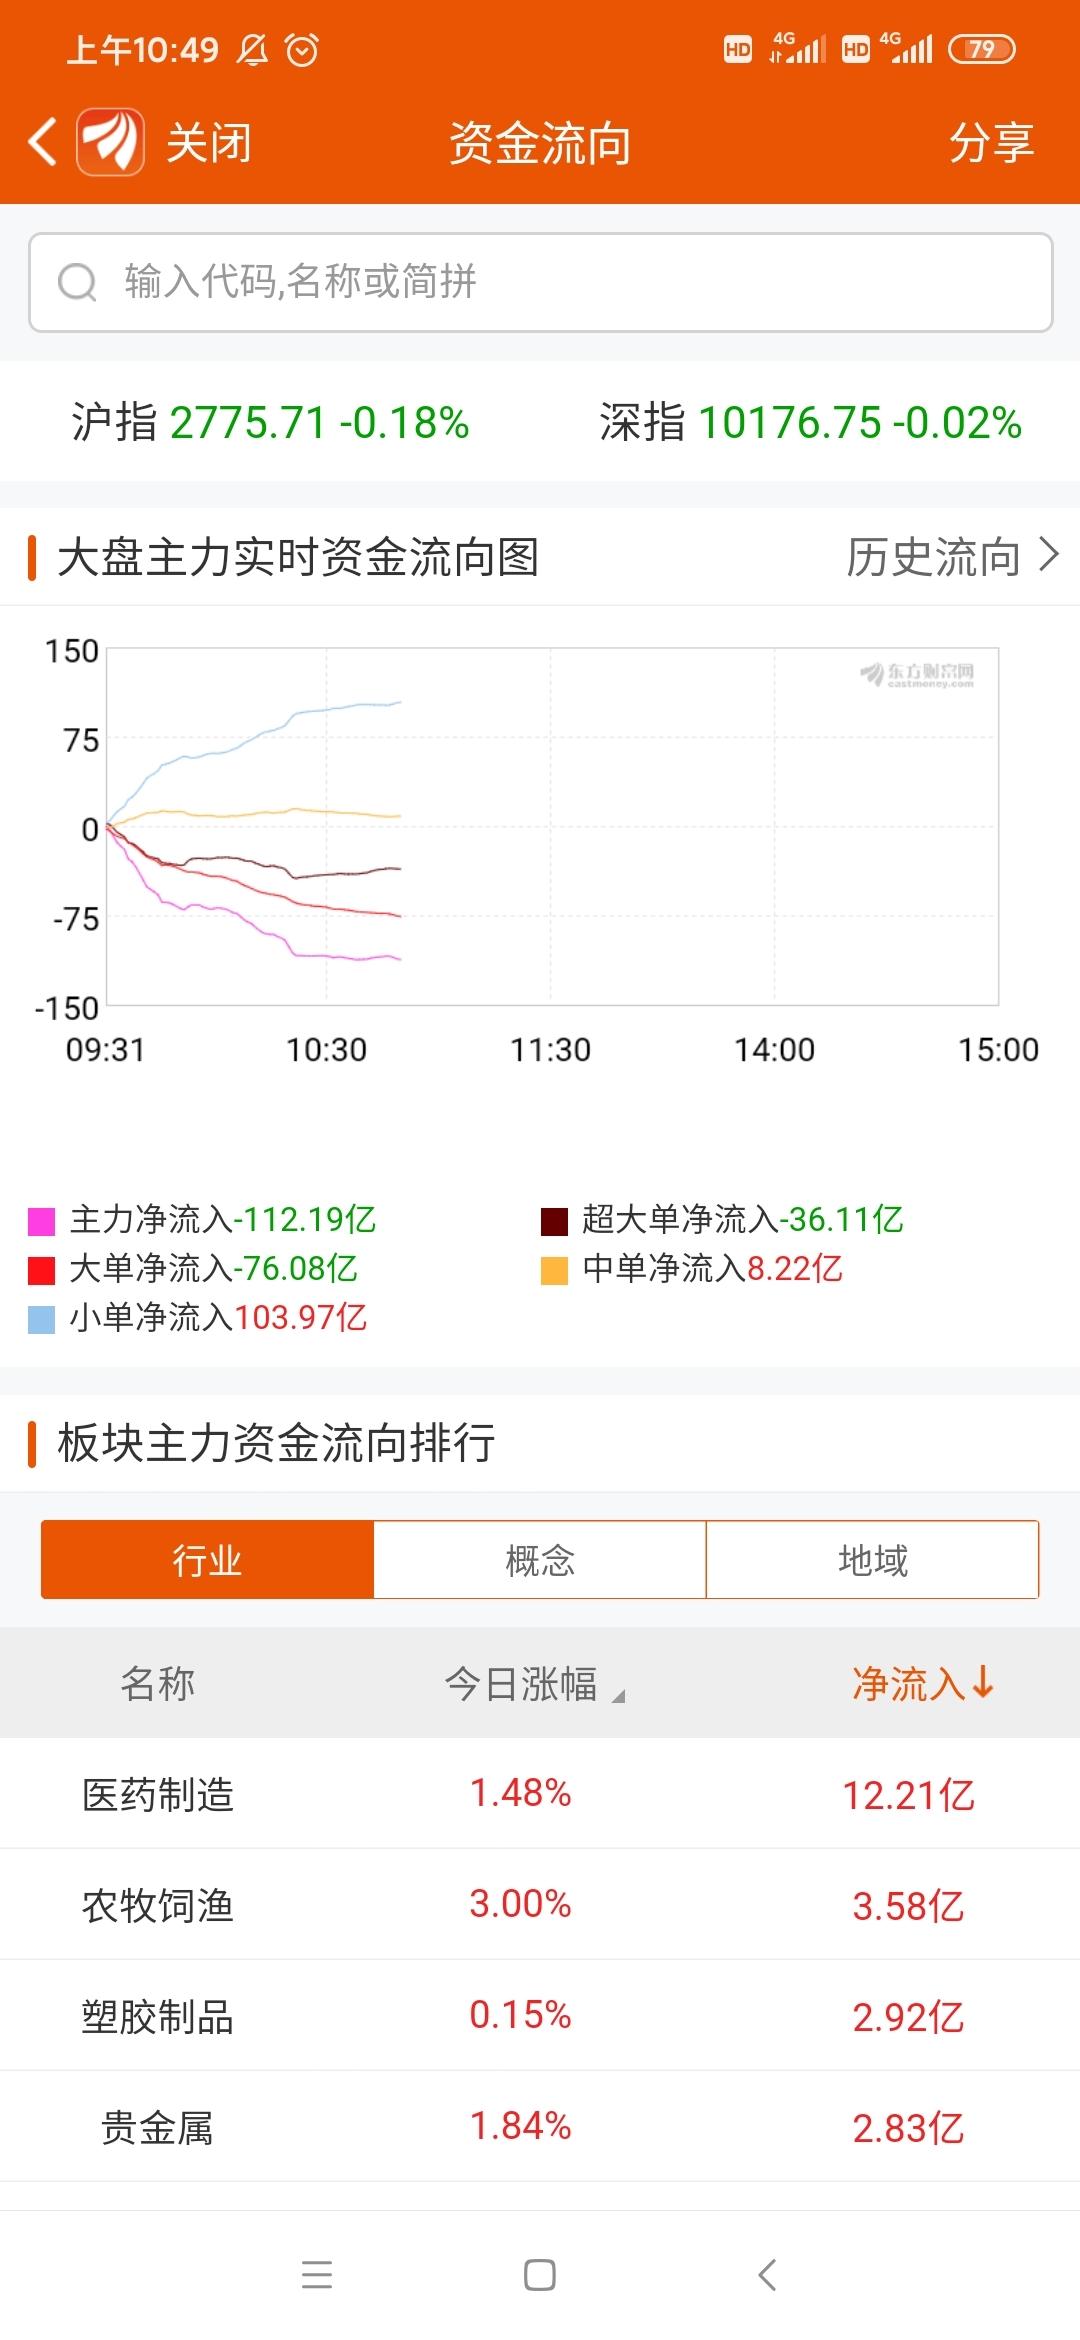 上午10:49 HD 4G HD 4G 79
关闭 资金流向 分享
输入代码,名称或简拼
沪指 2775.71 -0.18% 深指 10176.75 -0.02%
大盘主力实时资金流向图 历史流向
150
东方财富网
eastmoney.com
75
0
-75
-150
09:31 10:30 11:30 14:00 15:00
主力净流入-112.19亿 超大单净流入-36.11亿
大单净流入-76.08亿 中单净流入8.22亿
小单净流入103.97亿
板块主力资金流向排行
行业 概念 地域
名称 今日涨幅 净流入↓
医药制造 1.48% 12.21亿
农牧饲渔 3.00% 3.58亿
塑胶制品 0.15% 2.92亿
贵金属 1.84% 2.83亿